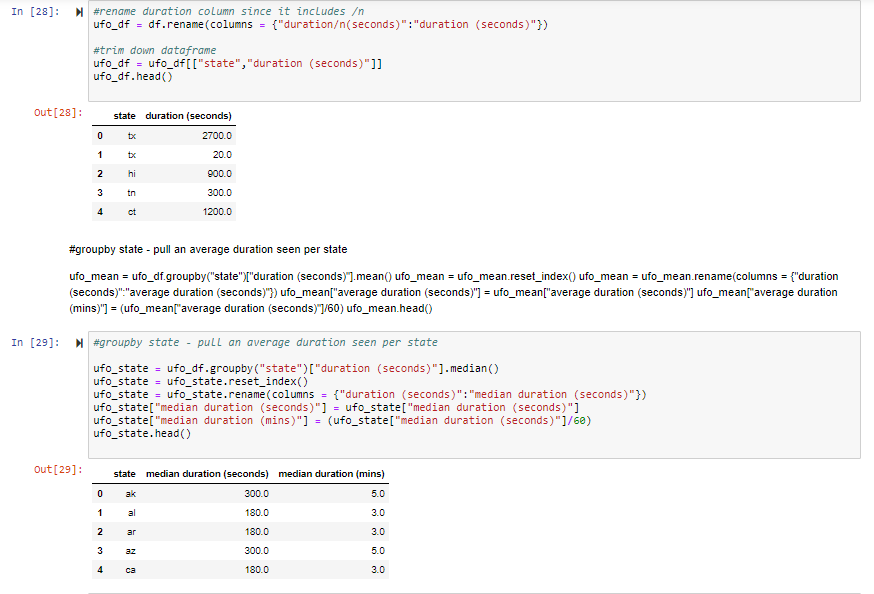 In [28]:
#rename duration column since it includes /n
ufo_df = df.rename(columns = {"duration/n(seconds)":"duration (seconds)"})
#trim down dataframe
ufo_df = ufo_df[["state","duration (seconds)"]]
ufo_df.head()
Out[28]:
state duration (seconds)
0 tx 2700.0
1 tx 20.0
2 hi 900.0
3 tn 300.0
4 ct 1200.0
#groupby state - pull an average duration seen per state
ufo_mean = ufo_df.groupby("state")["duration (seconds)"].mean() ufo_mean = ufo_mean.reset_index() ufo_mean = ufo_mean.rename(columns = {"duration
(seconds)":"average duration (seconds)"}) ufo_mean["average duration (seconds)"] = ufo_mean["average duration (seconds)"] ufo_mean["average duration
(mins)"] = (ufo_mean["average duration (seconds)"]/60) ufo_mean.head()
In [29]:
#groupby state - pull an average duration seen per state
ufo_state = ufo_df.groupby("state")["duration (seconds)"].median()
ufo_state = ufo_state.reset_index()
ufo_state = ufo_state.rename(columns = {"duration (seconds)":"median duration (seconds)"})
ufo_state["median duration (seconds)"] = ufo_state["median duration (seconds)"]
ufo_state["median duration (mins)"] = (ufo_state["median duration (seconds)"]/60)
ufo_state.head()
Out[29]:
state median duration (seconds) median duration (mins)
0 ak 300.0 5.0
1 al 180.0 3.0
2 ar 180.0 3.0
3 az 300.0 5.0
4 ca 180.0 3.0